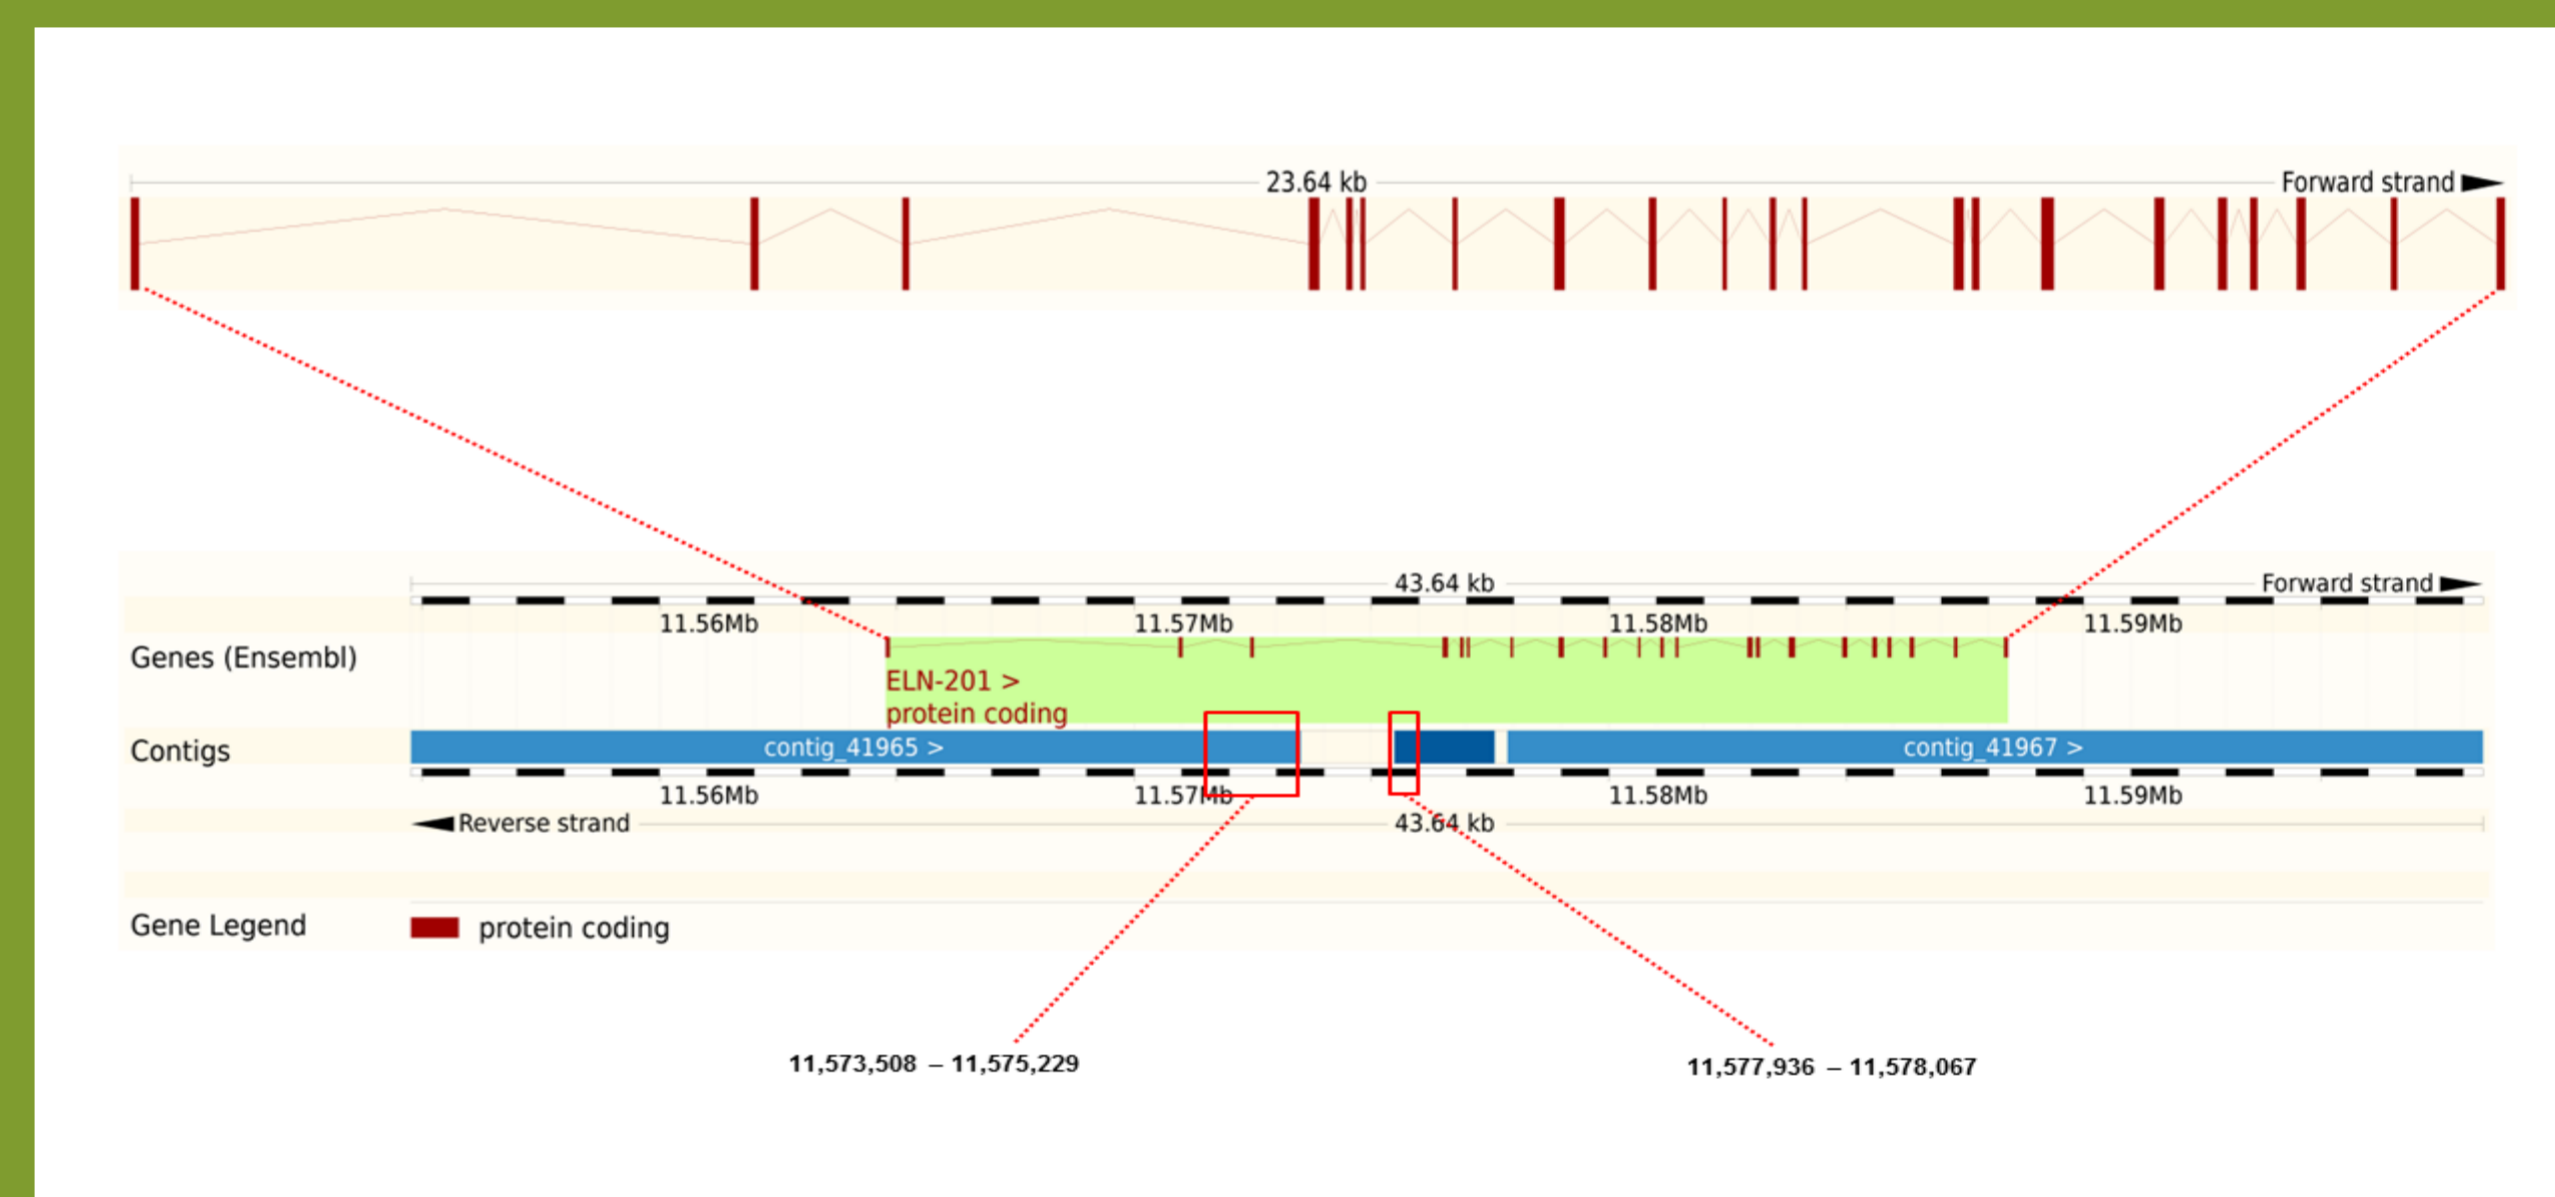 23.64 kb
Forward strand
43.64 kb
Forward strand
11.56Mb 11.57Mb 11.58Mb 11.59Mb
Genes (Ensembl)
ELN-201 >
protein coding
Contigs
contig_41965 > contig_41967 >
11.56Mb 11.57Mb 11.58Mb 11.59Mb
Reverse strand
43.64 kb
Gene Legend
protein coding
11,573,508 – 11,575,229
11,577,936 – 11,578,067